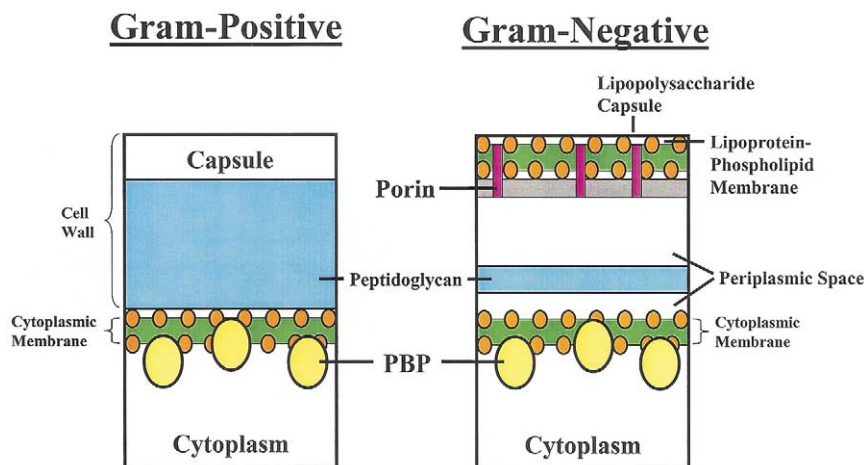 Gram-Positive
Gram-Negative
Lipopolysaccharide
Capsule
Lipoprotein-
Phospholipid
Membrane
Capsule
Porin
Cell
Wall
Peptidoglycan
Periplasmic Space
Cytoplasmic
Membrane
Cytoplasmic
Membrane
PBP
Cytoplasm
Cytoplasm